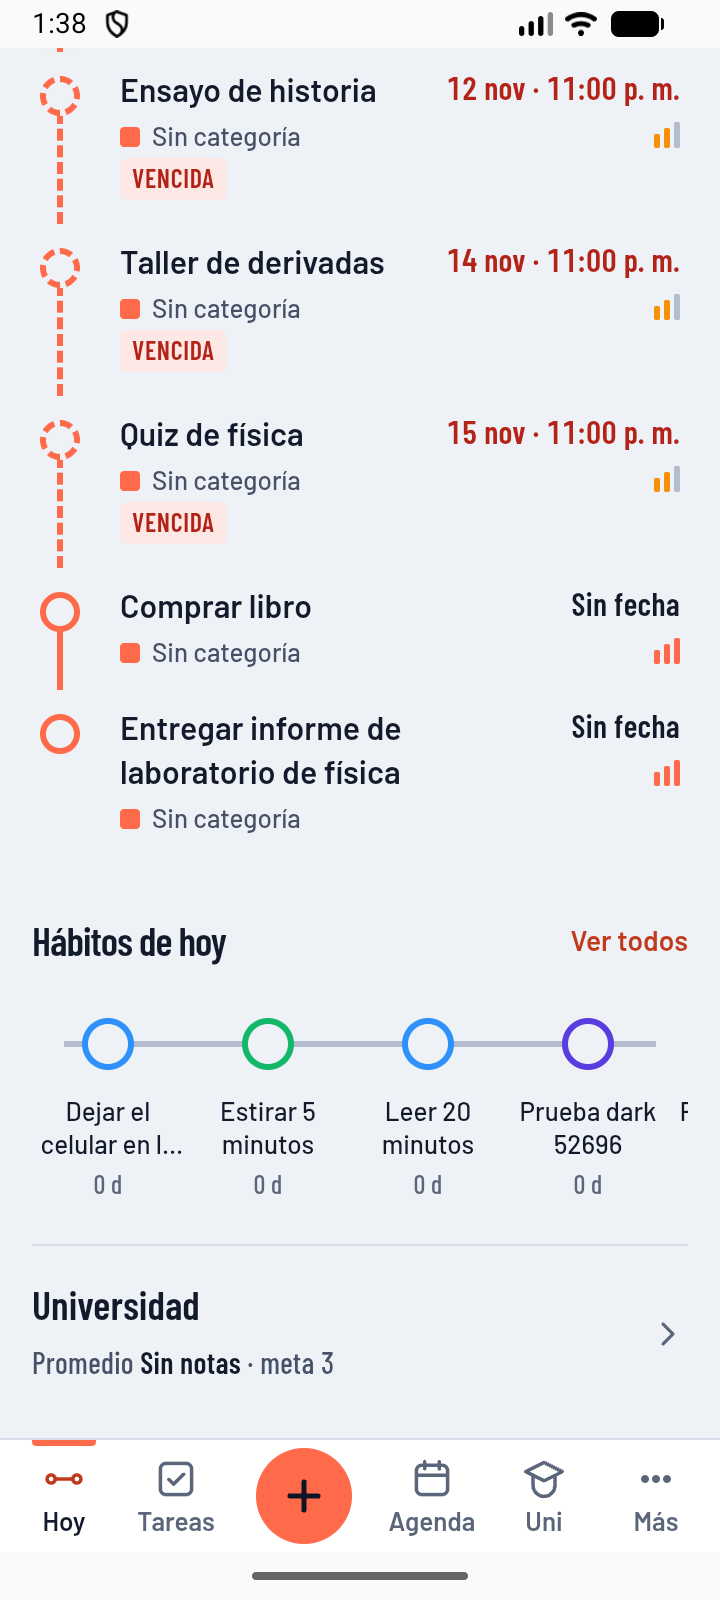 1:38
Ensayo de historia 12 nov · 11:00 p. m.
Sin categoría
VENCIDA
Taller de derivadas 14 nov · 11:00 p. m.
Sin categoría
VENCIDA
Quiz de física 15 nov · 11:00 p. m.
Sin categoría
VENCIDA
Comprar libro Sin fecha
Sin categoría
Entregar informe de Sin fecha
laboratorio de física
Sin categoría
Hábitos de hoy Ver todos
Dejar el Estirar 5 Leer 20 Prueba dark
celular en l... minutos minutos 52696
0 d 0 d 0 d 0 d
Universidad
Promedio Sin notas · meta 3
Hoy Tareas Agenda Uni Más